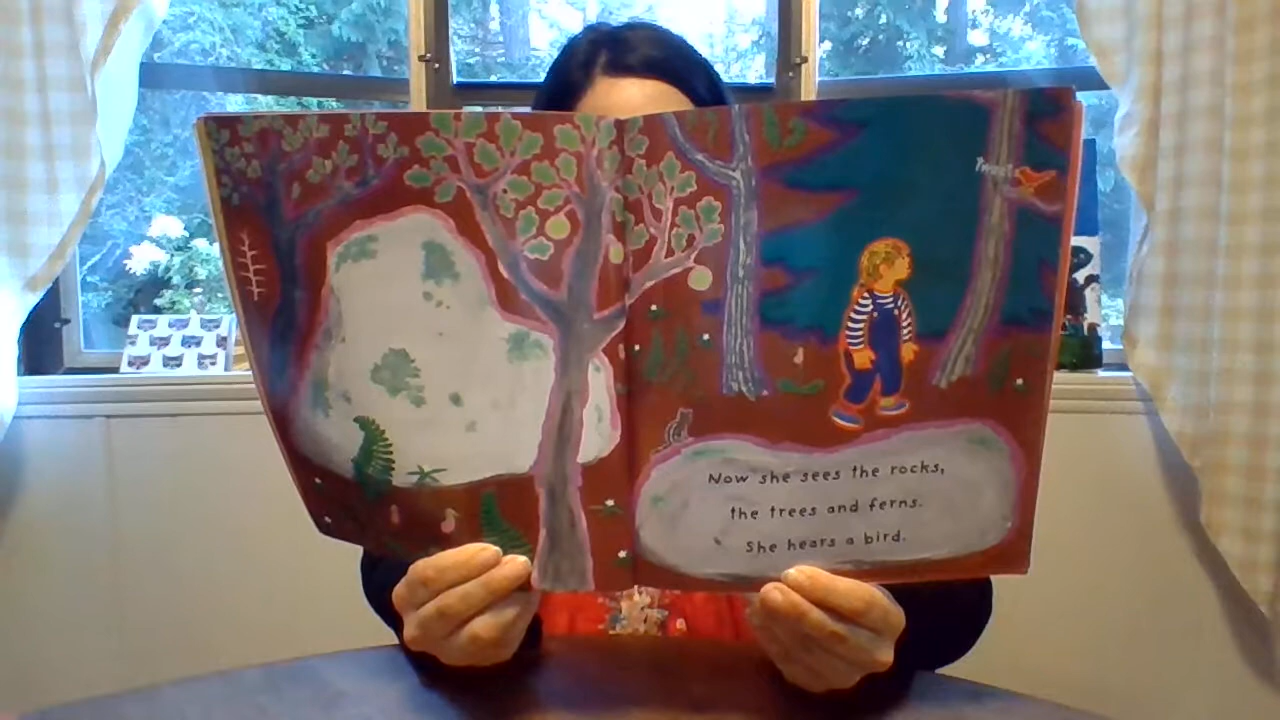 tweet
Now she sees the rocks,
the trees and ferns.
She hears a bird.